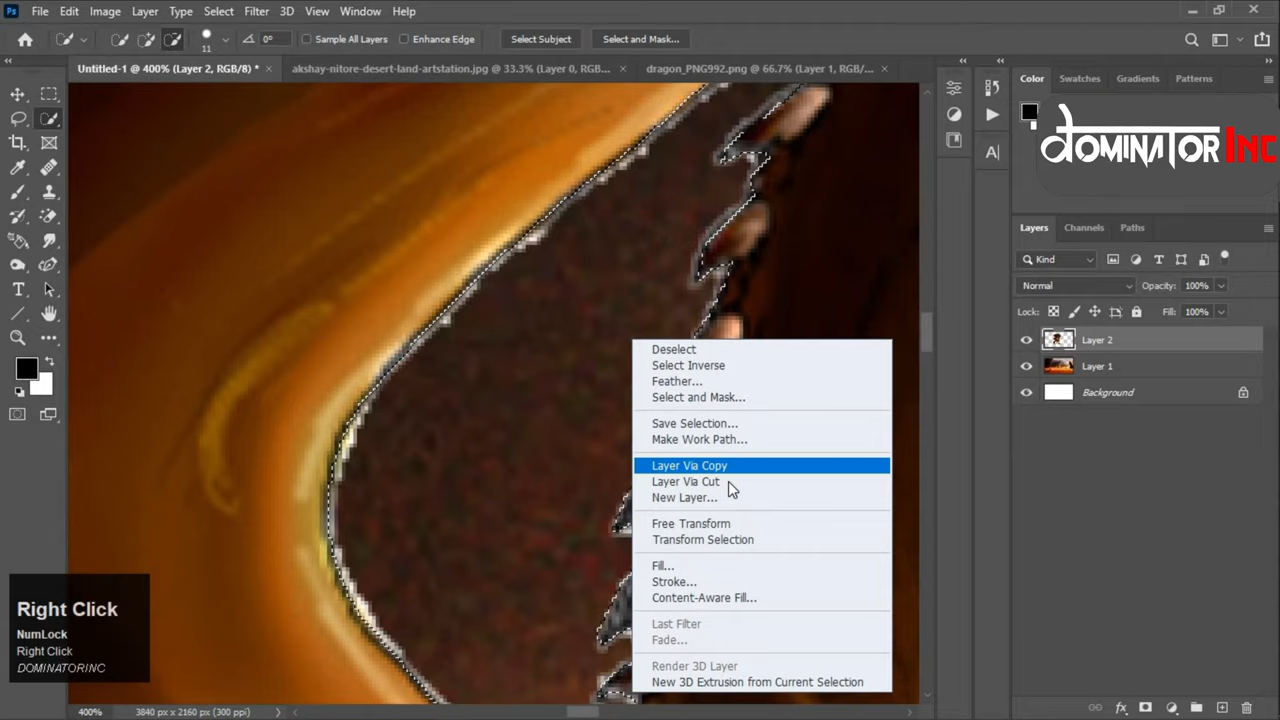 Ps File Edit Image Layer Type Select Filter 3D View Window Help
11 0° Sample All Layers Enhance Edge Select Subject Select and Mask...
Untitled-1 @ 400% (Layer 2, RGB/8) * × akshay-nitore-desert-land-artstation.jpg @ 33.3% (Layer 0, RGB... × dragon_PNG992.png @ 66.7% (Layer 1, RGB/... ×
Color Swatches Gradients Patterns
DOMINATOR Inc
Layers Channels Paths
Kind
Normal Opacity: 100%
Lock: Fill: 100%
Layer 2
Layer 1
Background
Deselect
Select Inverse
Feather...
Select and Mask...
Save Selection...
Make Work Path...
Layer Via Copy
Layer Via Cut
New Layer...
Free Transform
Transform Selection
Fill...
Stroke...
Content-Aware Fill...
Last Filter
Fade...
Render 3D Layer
New 3D Extrusion from Current Selection
Right Click
NumLock
Right Click
DOMINATORINC
400% 3840 px x 2160 px (300 ppi)